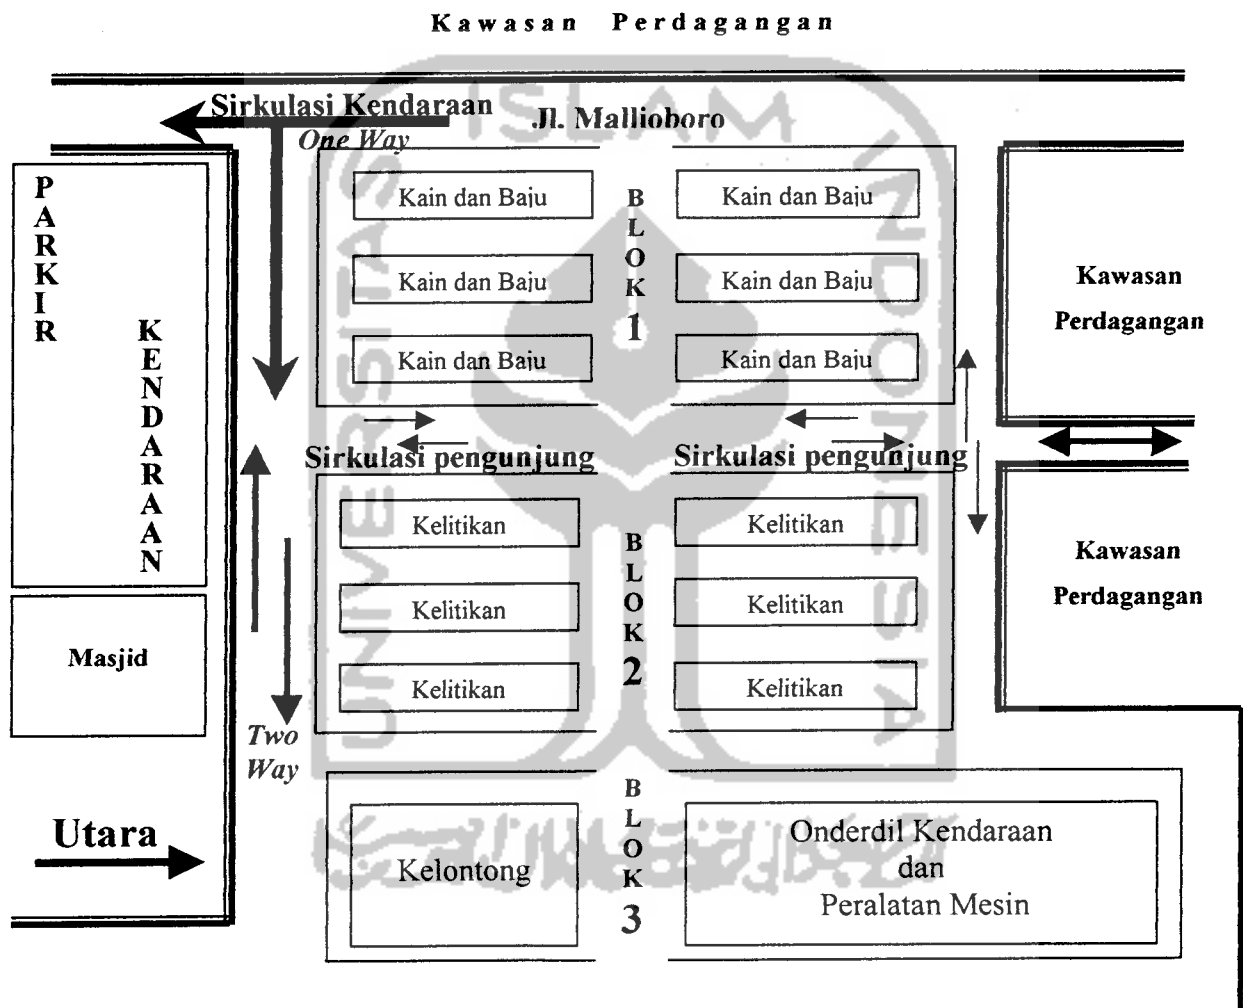 Kawasan Perdagangan
Sirkulasi Kendaraan
One Way
Jl. Mallioboro
PARKIR
KENDARAAN
Kain dan Baju
Kain dan Baju
Kain dan Baju
BLOK
1
Kain dan Baju
Kain dan Baju
Kain dan Baju
Kawasan
Perdagangan
Sirkulasi pengunjung
Sirkulasi pengunjung
Kelitikan
Kelitikan
Kelitikan
BLOK
2
Kelitikan
Kelitikan
Kelitikan
Kawasan
Perdagangan
Masjid
Two
Way
Utara
Kelontong
BLOK
3
Onderdil Kendaraan
dan
Peralatan Mesin
UNIVERSITAS
ISLAM
INDONESIA